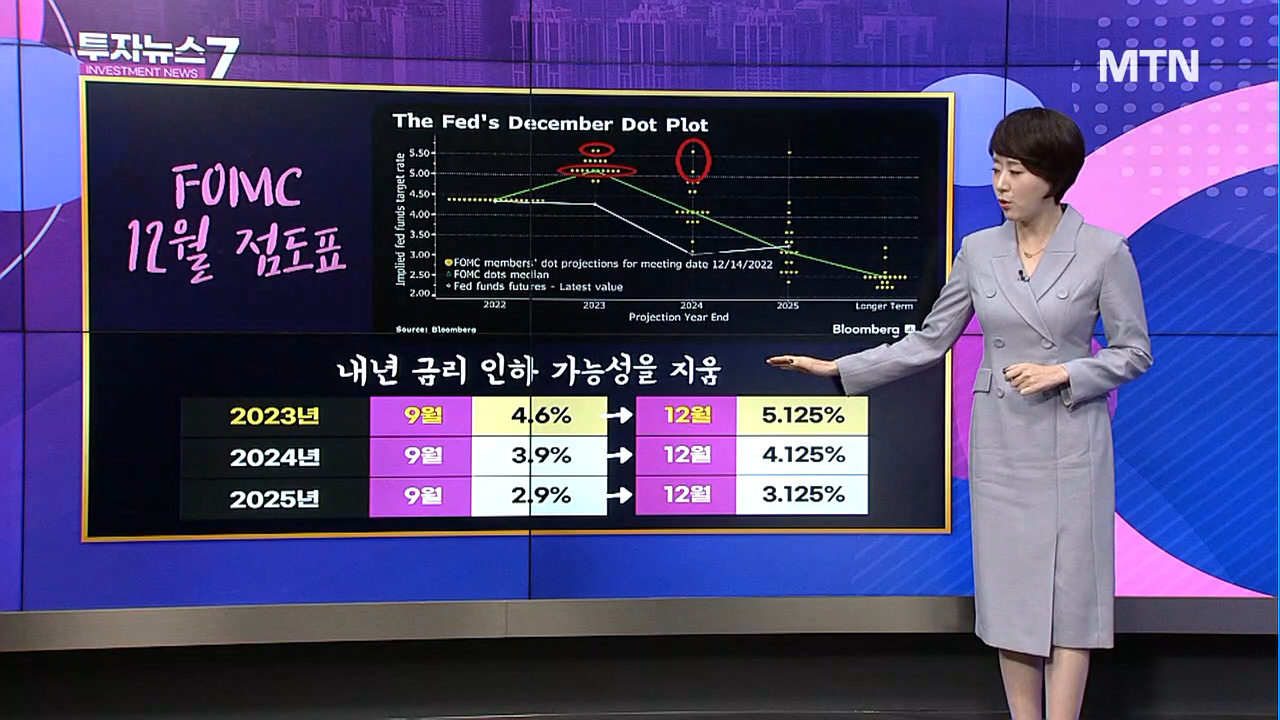 투자뉴스 7
INVESTMENT NEWS
MTN
FOMC
12월 점도표
The Fed's December Dot Plot
Implied fed funds target rate
5.50
5.00
4.50
4.00
3.50
3.00
2.50
2.00
FOMC members' dot projections for meeting date 12/14/2022
FOMC dots median
Fed funds futures - Latest value
2022 2023 2024 2025 Longer Term
Projection Year End
Source: Bloomberg
Bloomberg
내년 금리 인하 가능성을 지움
2023년 9월 4.6% → 12월 5.125%
2024년 9월 3.9% → 12월 4.125%
2025년 9월 2.9% → 12월 3.125%